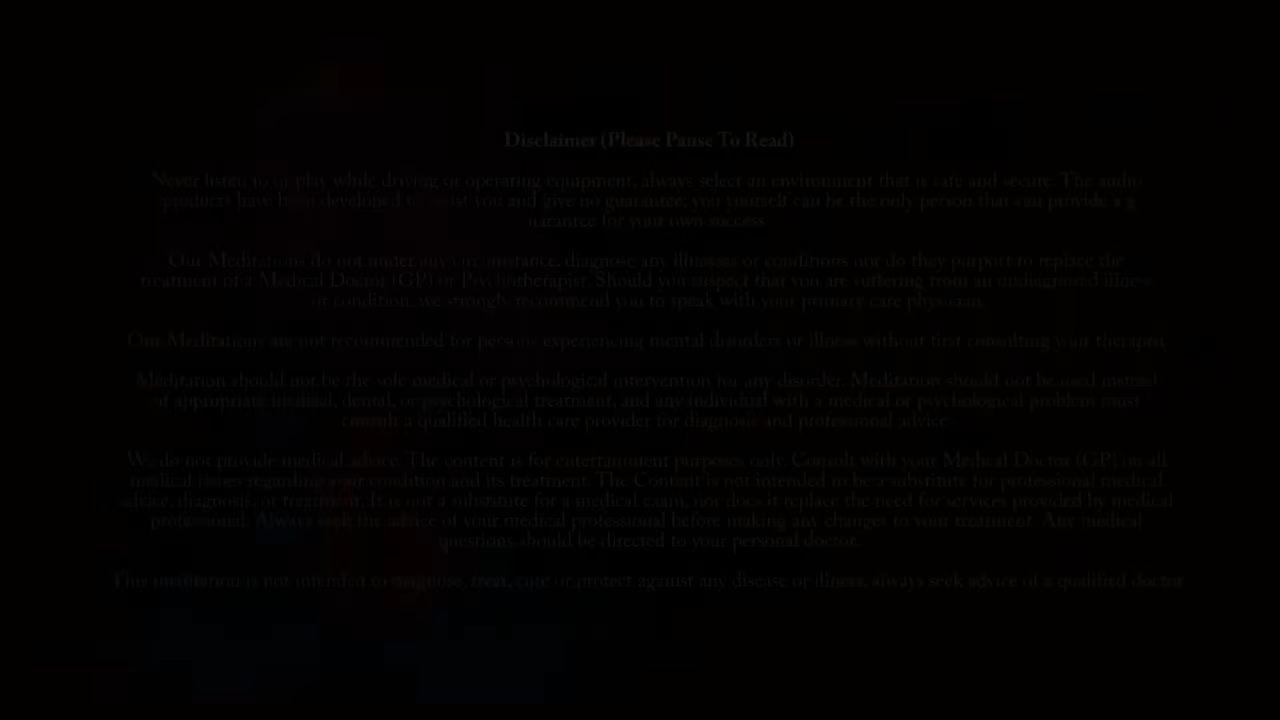 Disclaimer (Please Pause To Read)
Never listen to or play while driving or operating equipment, always select an environment that is safe and secure. The audio
products have been developed to assist you and give no guarantee; you yourself can be the only person that can provide a g
uarantee for your own success.
Our Meditations do not under any circumstance, diagnose any illnesses or conditions nor do they purport to replace the
treatment of a Medical Doctor (GP) or Psychotherapist. Should you suspect that you are suffering from an undiagnosed illness
or condition, we strongly recommend you to speak with your primary care physician.
Our Meditations are not recommended for persons experiencing mental disorders or illness without first consulting your therapist.
Meditation should not be the sole medical or psychological intervention for any disorder. Meditation should not be used instead
of appropriate medical, dental, or psychological treatment, and any individual with a medical or psychological problem must
consult a qualified health care provider for diagnosis and professional advice.
We do not provide medical advice. The content is for entertainment purposes only. Consult with your Medical Doctor (GP) on all
medical issues regarding your condition and its treatment. The Content is not intended to be a substitute for professional medical
advice, diagnosis, or treatment. It is not a substitute for a medical exam, nor does it replace the need for services provided by medical
professional. Always seek the advice of your medical professional before making any changes to your treatment. Any medical
questions should be directed to your personal doctor.
This meditation is not intended to diagnose, treat, cure or protect against any disease or illness, always seek advice of a qualified doctor